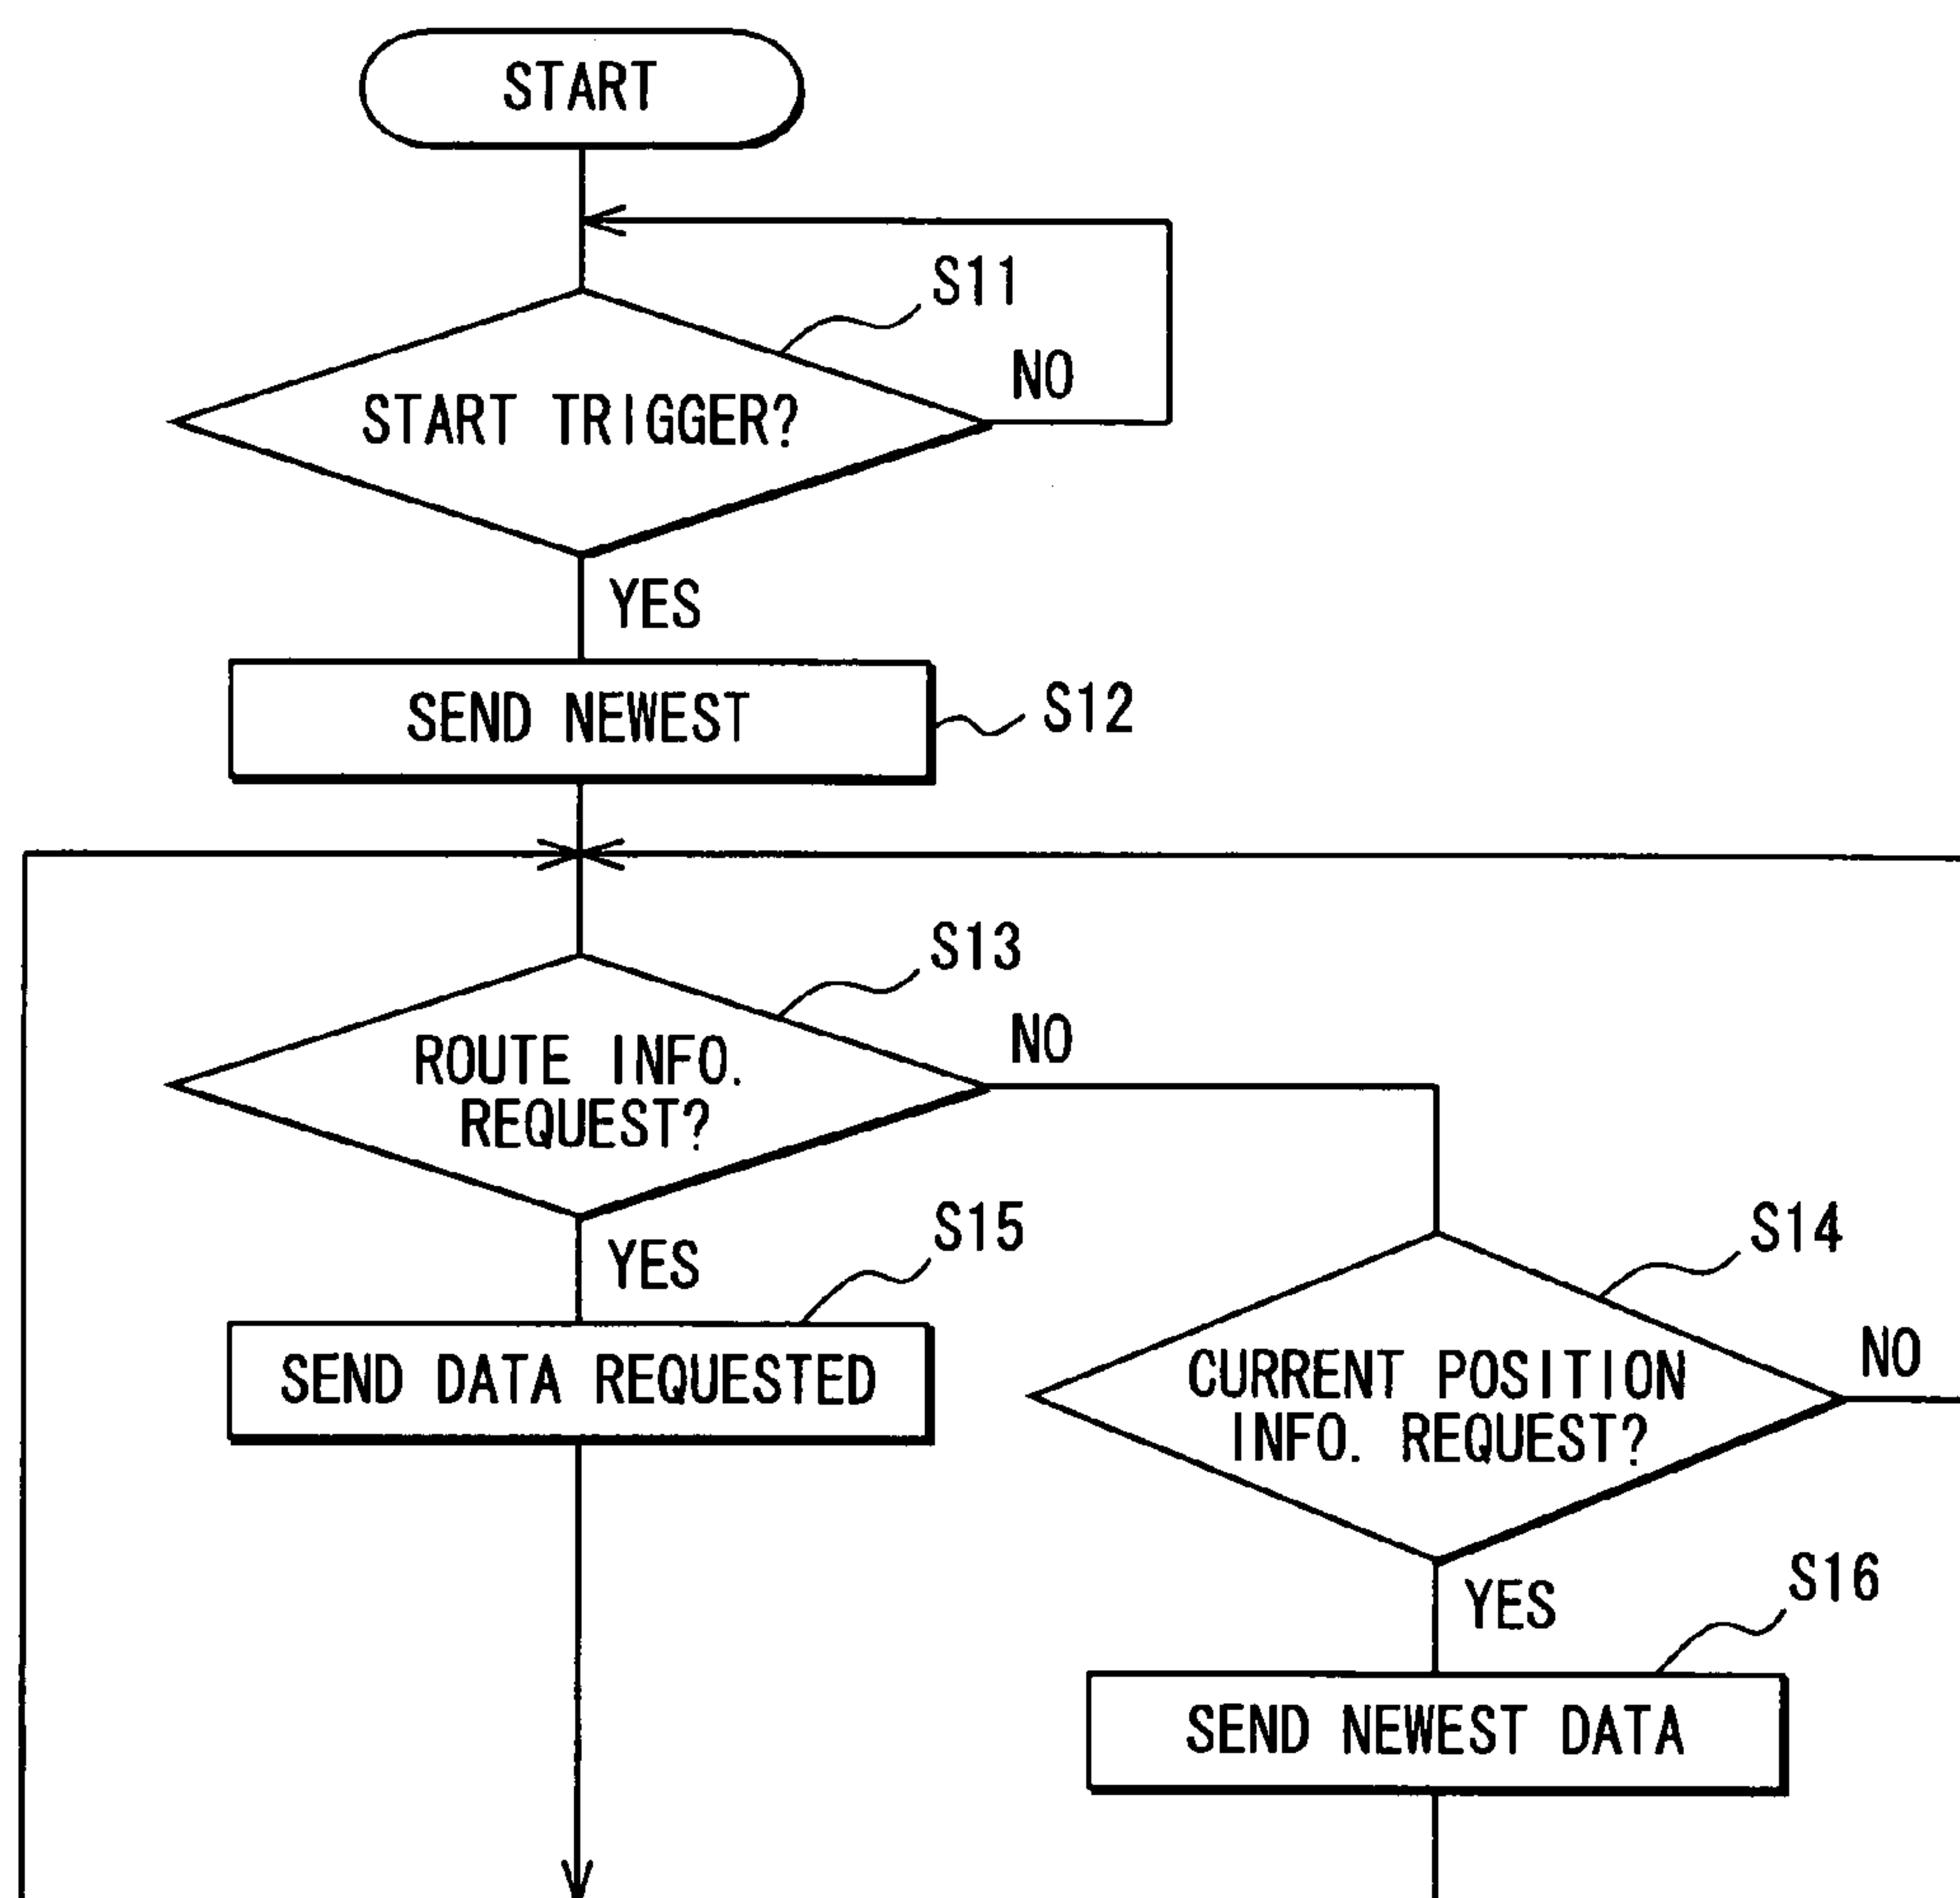 START
S11
NO
START TRIGGER?
YES
SEND NEWEST
S12
S13
NO
ROUTE INFO.
REQUEST?
S15
YES
S14
SEND DATA REQUESTED
NO
CURRENT POSITION
INFO. REQUEST?
S16
YES
SEND NEWEST DATA